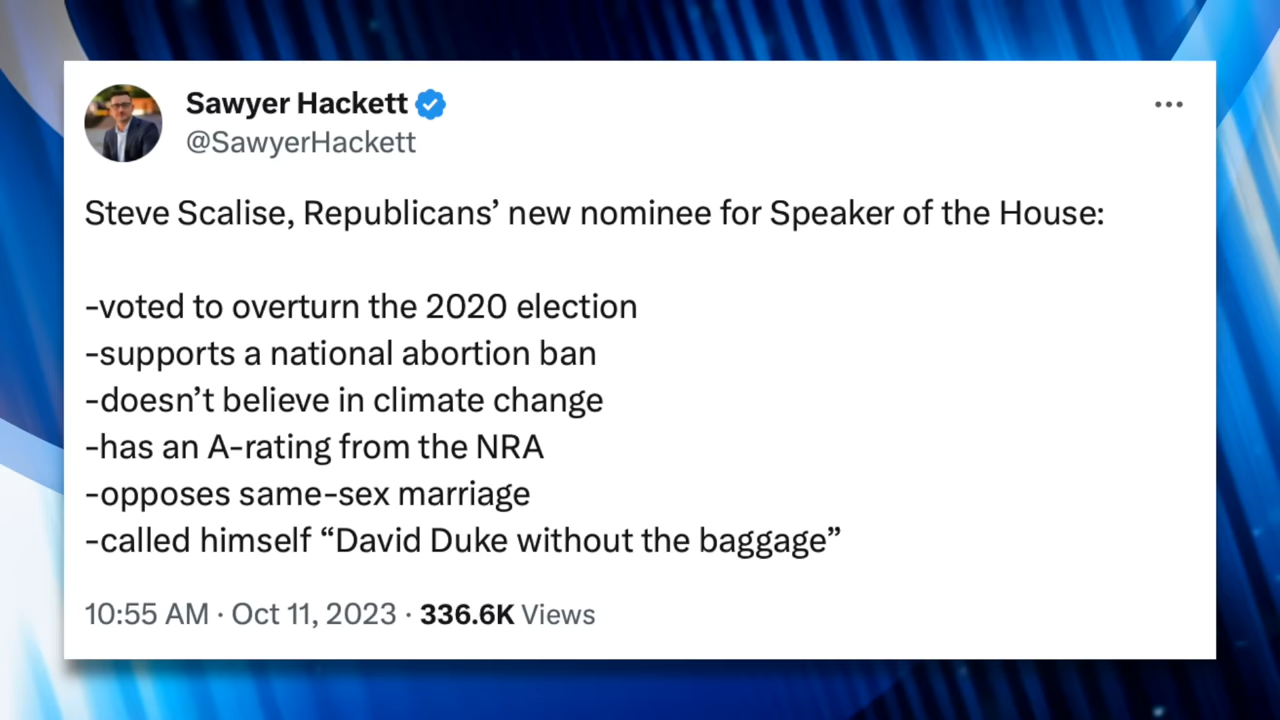 Sawyer Hackett
@SawyerHackett
Steve Scalise, Republicans’ new nominee for Speaker of the House:
-voted to overturn the 2020 election
-supports a national abortion ban
-doesn’t believe in climate change
-has an A-rating from the NRA
-opposes same-sex marriage
-called himself “David Duke without the baggage”
10:55 AM · Oct 11, 2023 · 336.6K Views